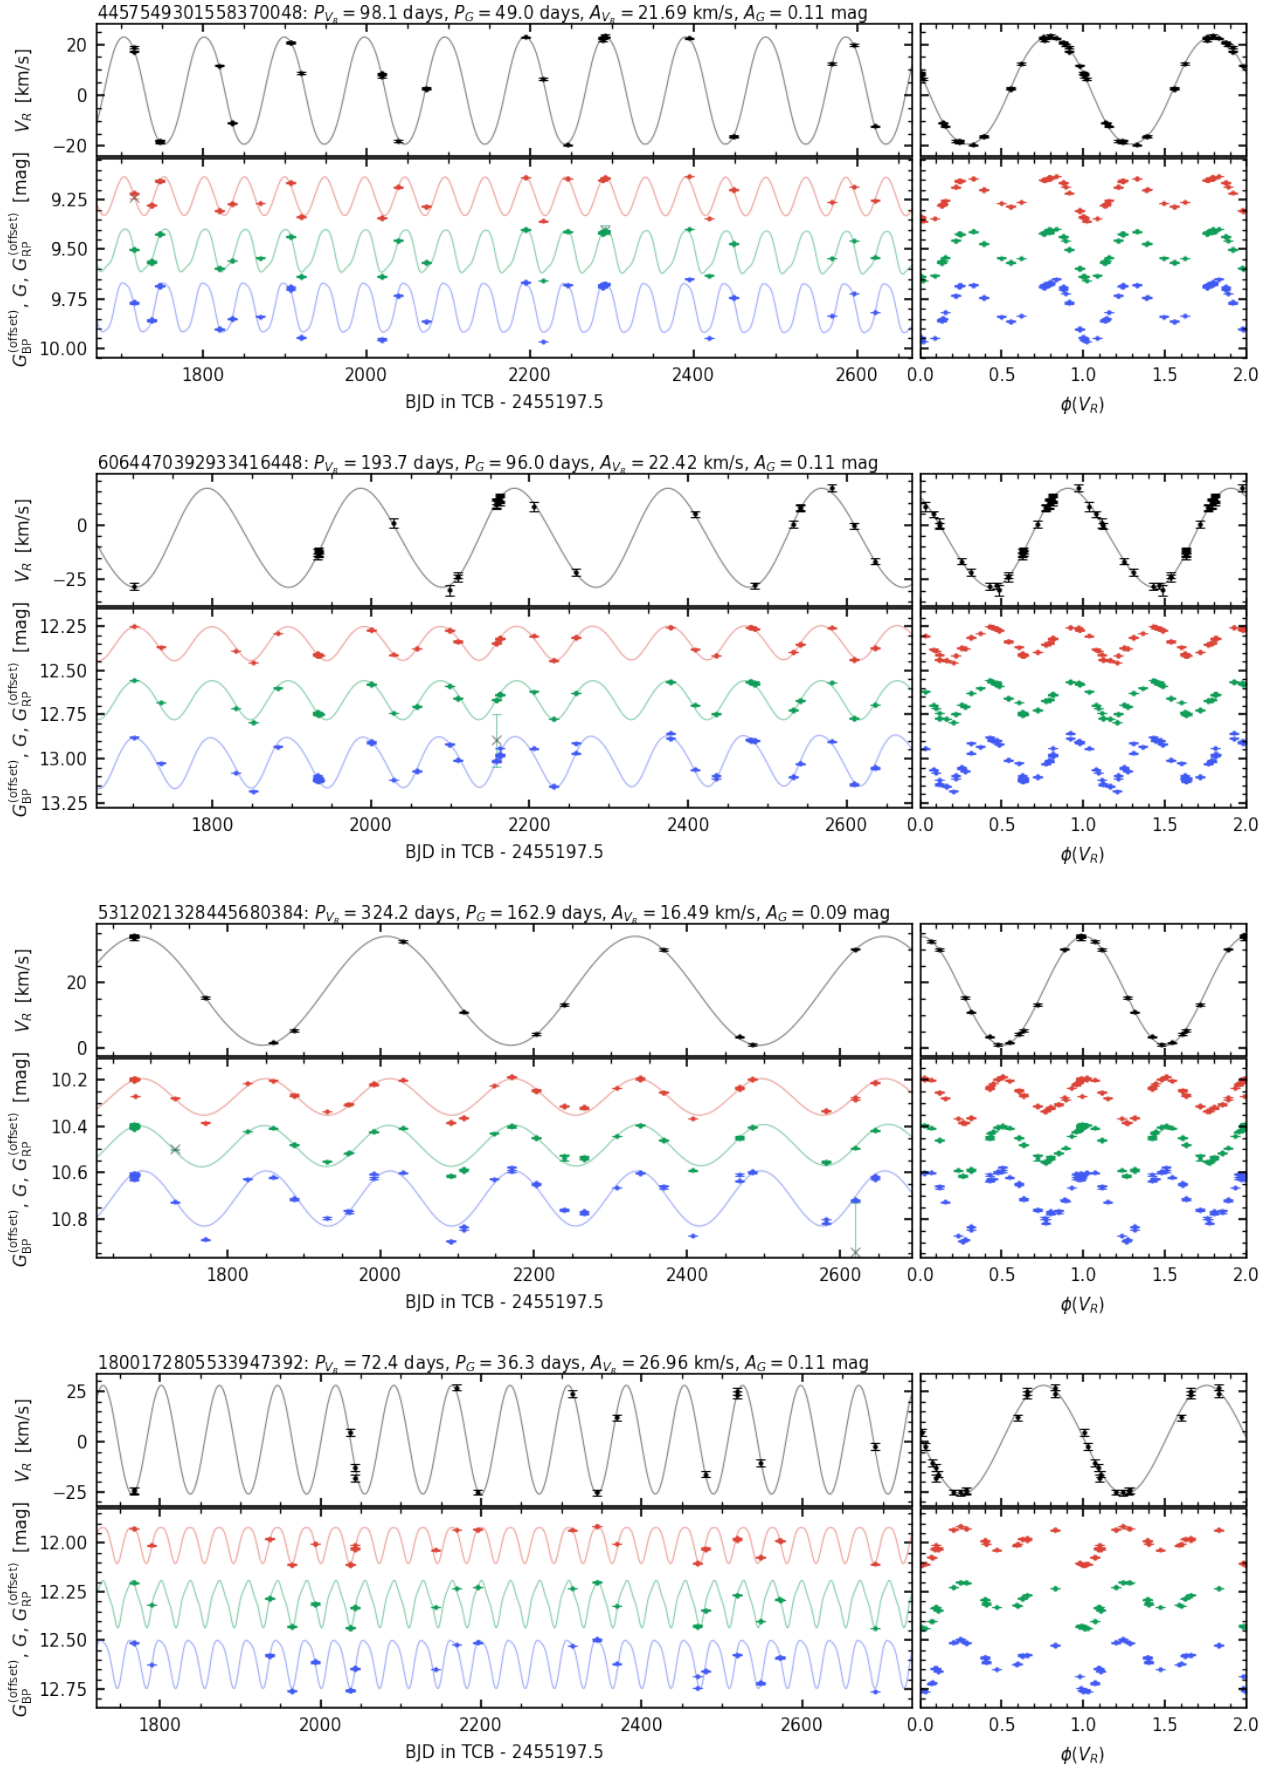 4457549301558370048: P_{V_R} = 98.1 days, P_G = 49.0 days, A_{V_R} = 21.69 km/s, A_G = 0.11 mag
V_R [km/s]
20
0
−20
G_BP^(offset), G, G_RP^(offset) [mag]
9.25
9.50
9.75
10.00
1800 2000 2200 2400 2600 0.0 0.5 1.0 1.5 2.0
BJD in TCB - 2455197.5 ϕ(V_R)
6064470392933416448: P_{V_R} = 193.7 days, P_G = 96.0 days, A_{V_R} = 22.42 km/s, A_G = 0.11 mag
V_R [km/s]
0
−25
G_BP^(offset), G, G_RP^(offset) [mag]
12.25
12.50
12.75
13.00
13.25
1800 2000 2200 2400 2600 0.0 0.5 1.0 1.5 2.0
BJD in TCB - 2455197.5 ϕ(V_R)
5312021328445680384: P_{V_R} = 324.2 days, P_G = 162.9 days, A_{V_R} = 16.49 km/s, A_G = 0.09 mag
V_R [km/s]
20
0
G_BP^(offset), G, G_RP^(offset) [mag]
10.2
10.4
10.6
10.8
1800 2000 2200 2400 2600 0.0 0.5 1.0 1.5 2.0
BJD in TCB - 2455197.5 ϕ(V_R)
1800172805533947392: P_{V_R} = 72.4 days, P_G = 36.3 days, A_{V_R} = 26.96 km/s, A_G = 0.11 mag
V_R [km/s]
25
0
−25
G_BP^(offset), G, G_RP^(offset) [mag]
12.00
12.25
12.50
12.75
1800 2000 2200 2400 2600 0.0 0.5 1.0 1.5 2.0
BJD in TCB - 2455197.5 ϕ(V_R)